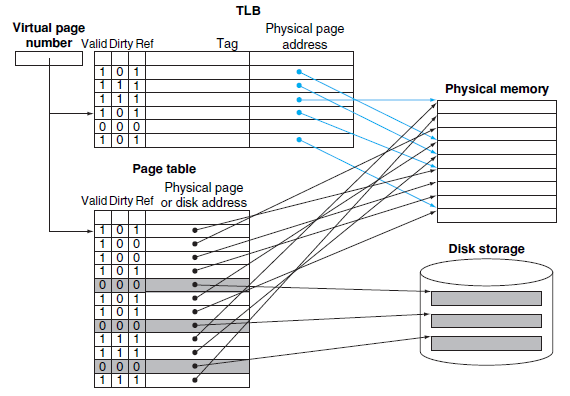 TLB
Virtual page
number
Valid Dirty Ref
Tag
Physical page
address
1 0 1
1 1 1
1 1 1
1 0 1
0 0 0
1 0 1
Physical memory
Page table
Valid Dirty Ref
Physical page
or disk address
1 0 1
1 0 0
1 0 0
1 0 1
0 0 0
1 0 1
1 0 1
0 0 0
1 1 1
1 1 1
0 0 0
1 1 1
Disk storage